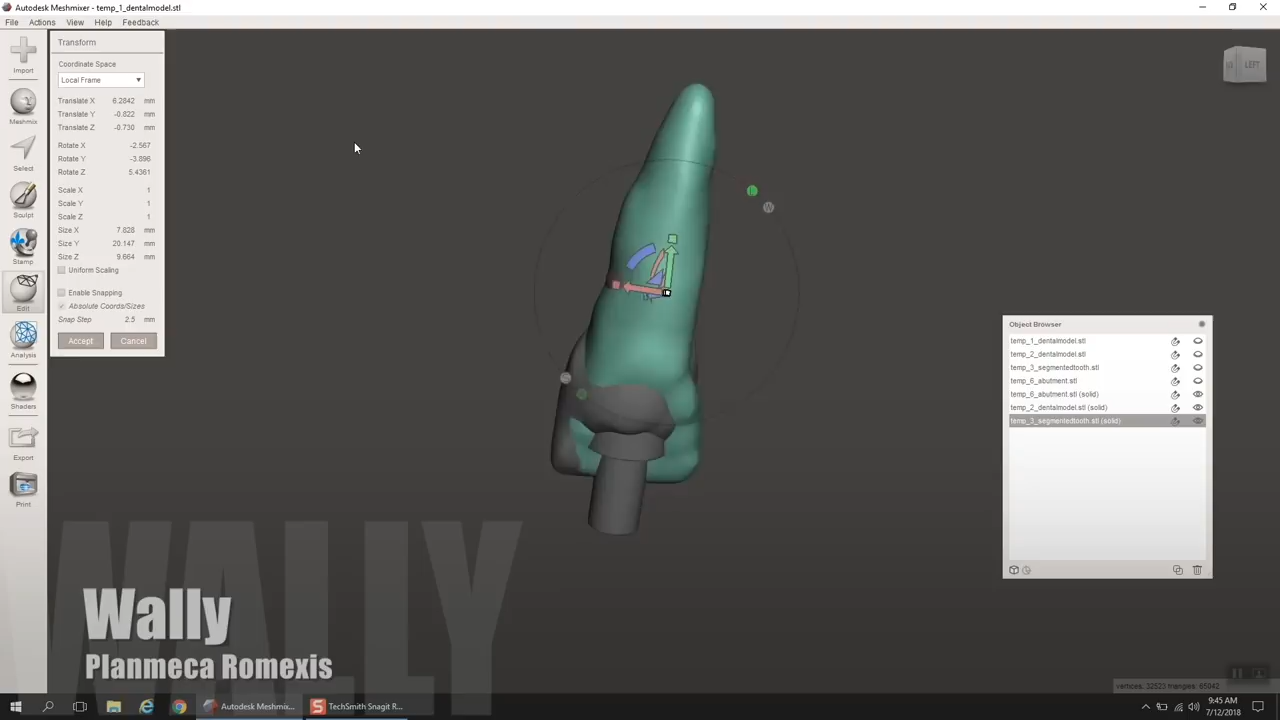 Autodesk Meshmixer - temp_1_dentalmodel.stl
File Actions View Help Feedback
Import
Meshmix
Select
Sculpt
Stamp
Edit
Analysis
Shaders
Export
Print
Transform
Coordinate Space
Local Frame
Translate X 6.2842 mm
Translate Y -0.822 mm
Translate Z -0.730 mm
Rotate X -2.567
Rotate Y -3.896
Rotate Z 5.4361
Scale X 1
Scale Y 1
Scale Z 1
Size X 7.828 mm
Size Y 20.147 mm
Size Z 9.664 mm
Uniform Scaling
Enable Snapping
Absolute Coords/Sizes
Snap Step 2.5 mm
Accept Cancel
W
LEFT
Object Browser
temp_1_dentalmodel.stl
temp_2_dentalmodel.stl
temp_3_segmentedtooth.stl
temp_6_abutment.stl
temp_6_abutment.stl (solid)
temp_2_dentalmodel.stl (solid)
temp_3_segmentedtooth.stl (solid)
WALLY
Wally
Planmeca Romexis
vertices: 32523 triangles: 65042
Autodesk Meshmix...
TechSmith Snagit R...
9:45 AM
7/12/2018